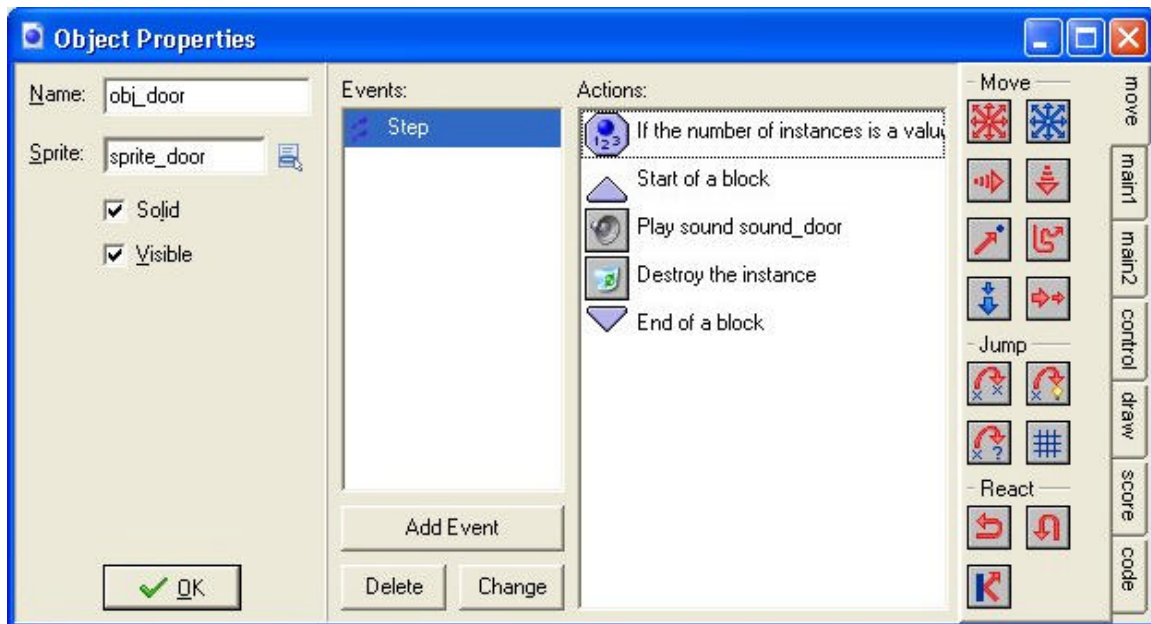 Object Properties
Name: obj_door
Sprite: sprite_door
Solid
Visible
OK
Events:
Step
Add Event
Delete Change
Actions:
If the number of instances is a valu
Start of a block
Play sound sound_door
Destroy the instance
End of a block
Move
Jump
React
move
main1
main2
control
draw
score
code